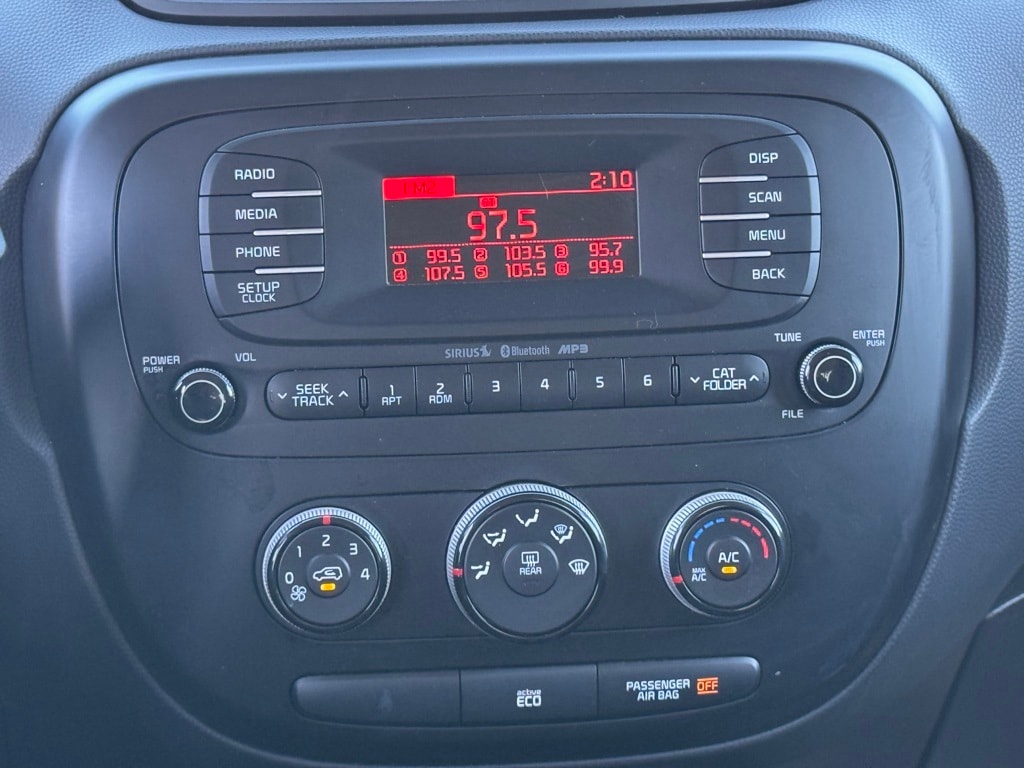 RADIO
MEDIA
PHONE
SETUP
CLOCK
FM2
2:10
97.5
1 99.5 2 103.5 3 95.7
4 107.5 5 105.5 6 99.9
DISP
SCAN
MENU
BACK
POWER
PUSH
VOL
SIRIUS Bluetooth MP3
TUNE
ENTER
PUSH
FILE
SEEK
TRACK
1
RPT
2
RDM
3
4
5
6
CAT
FOLDER
0 1 2 3 4
REAR
A/C
MAX
A/C
active
ECO
PASSENGER
AIR BAG
OFF